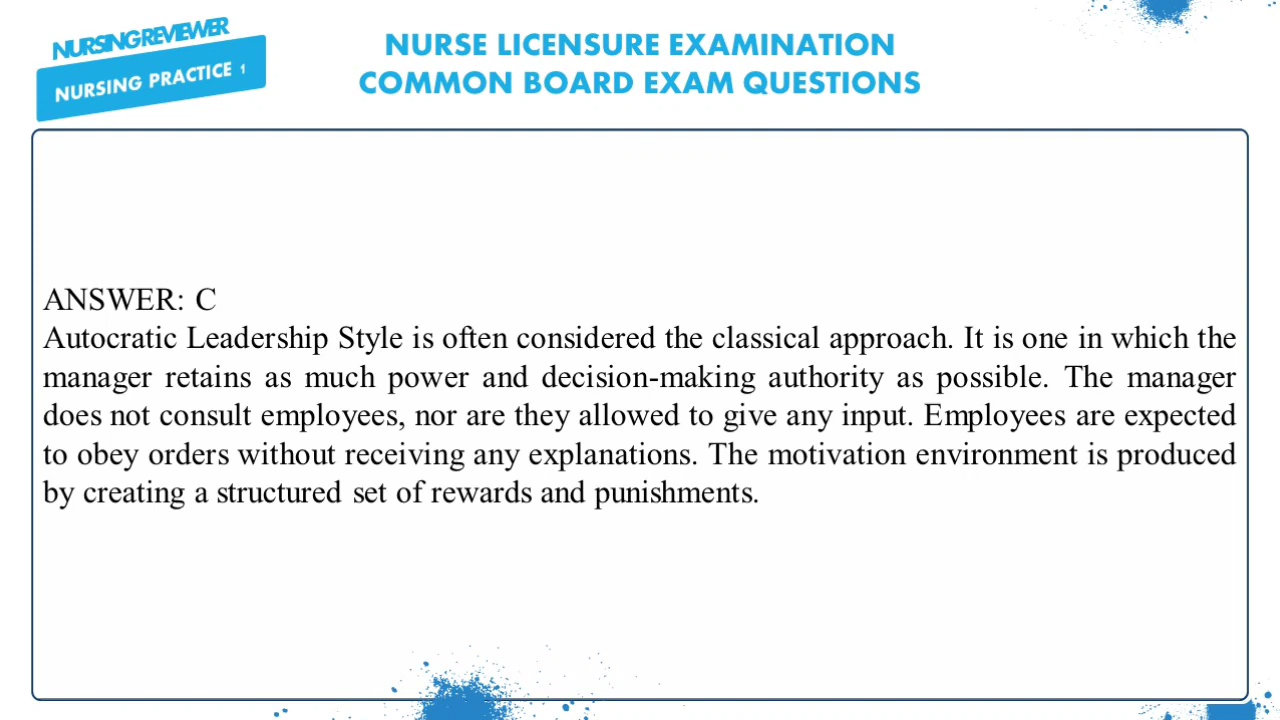 NURSINGREVIEWER
NURSING PRACTICE 1
NURSE LICENSURE EXAMINATION
COMMON BOARD EXAM QUESTIONS
ANSWER: C
Autocratic Leadership Style is often considered the classical approach. It is one in which the
manager retains as much power and decision-making authority as possible. The manager
does not consult employees, nor are they allowed to give any input. Employees are expected
to obey orders without receiving any explanations. The motivation environment is produced
by creating a structured set of rewards and punishments.